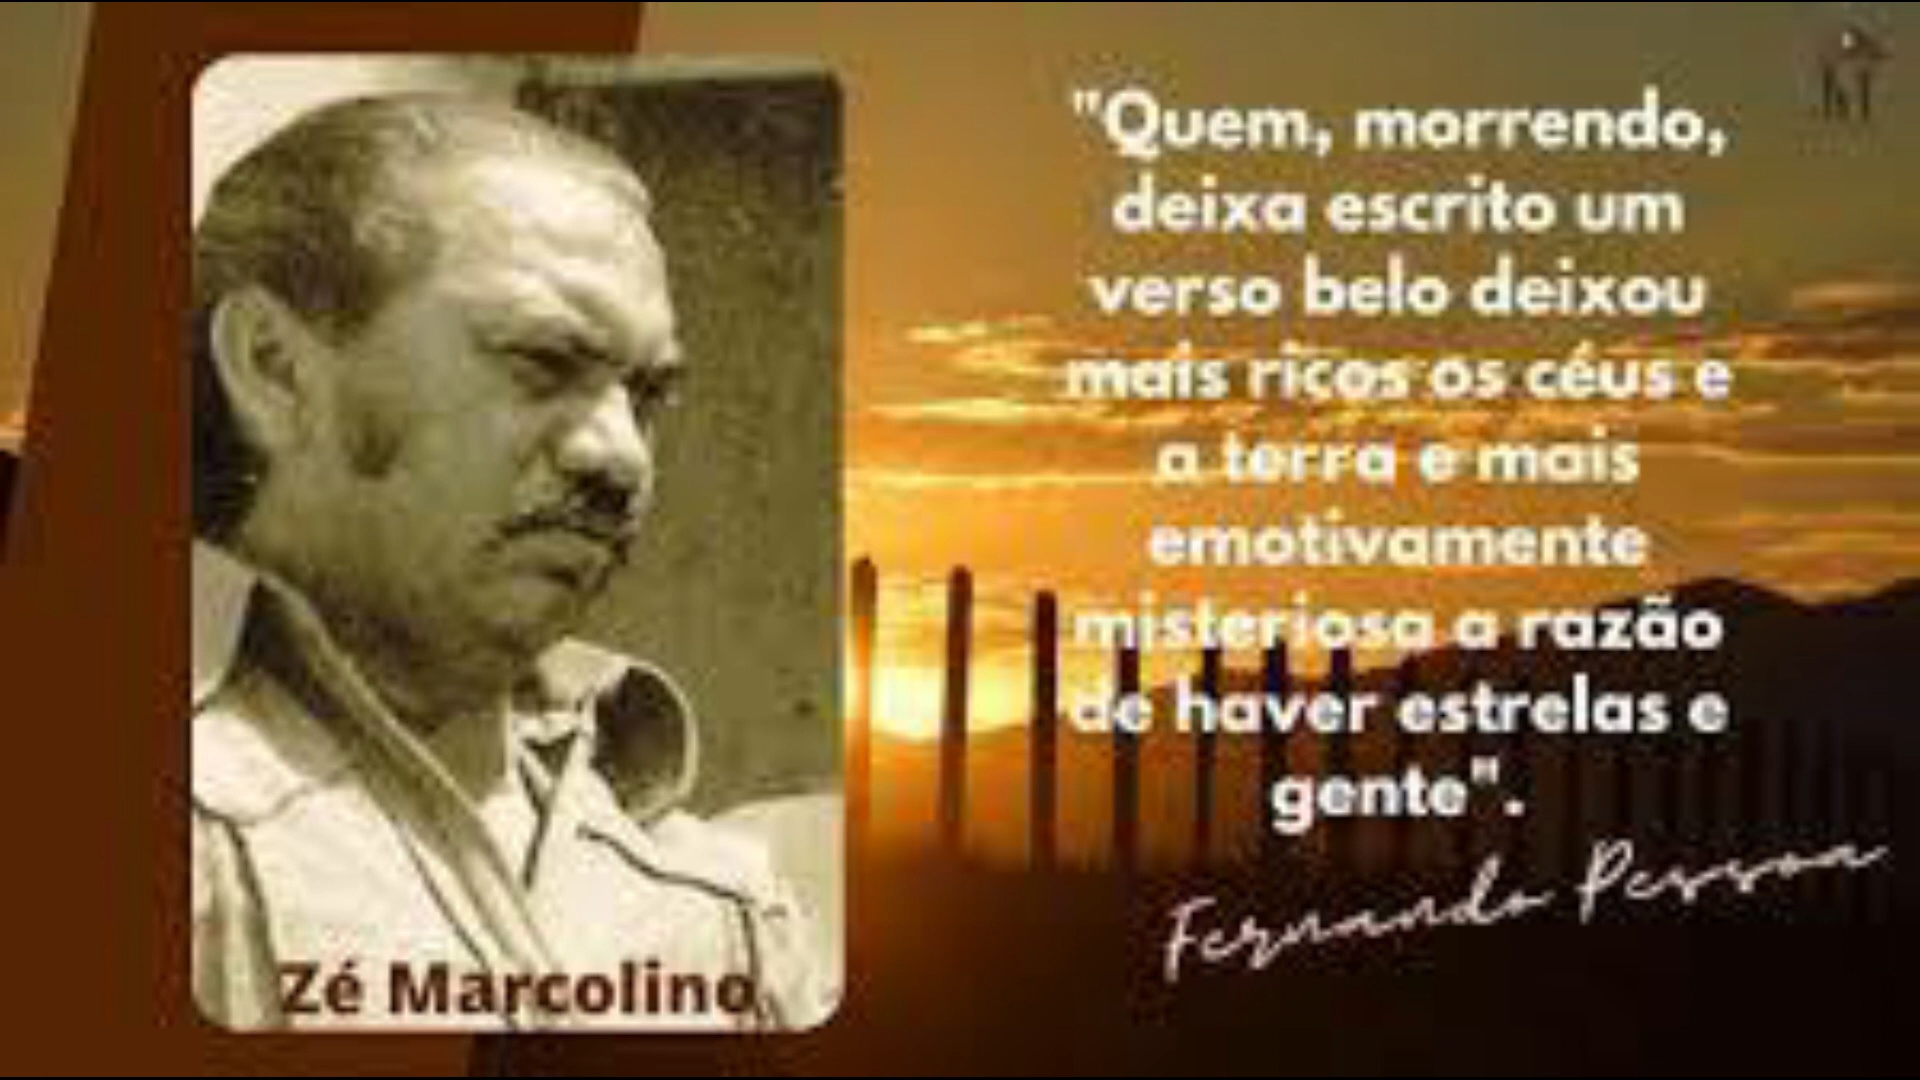 "Quem, morrendo,
deixa escrito um
verso belo deixou
mais ricos os céus e
a terra e mais
emotivamente
misteriosa a razão
de haver estrelas e
gente".
Fernando Pessoa
Zé Marcolino